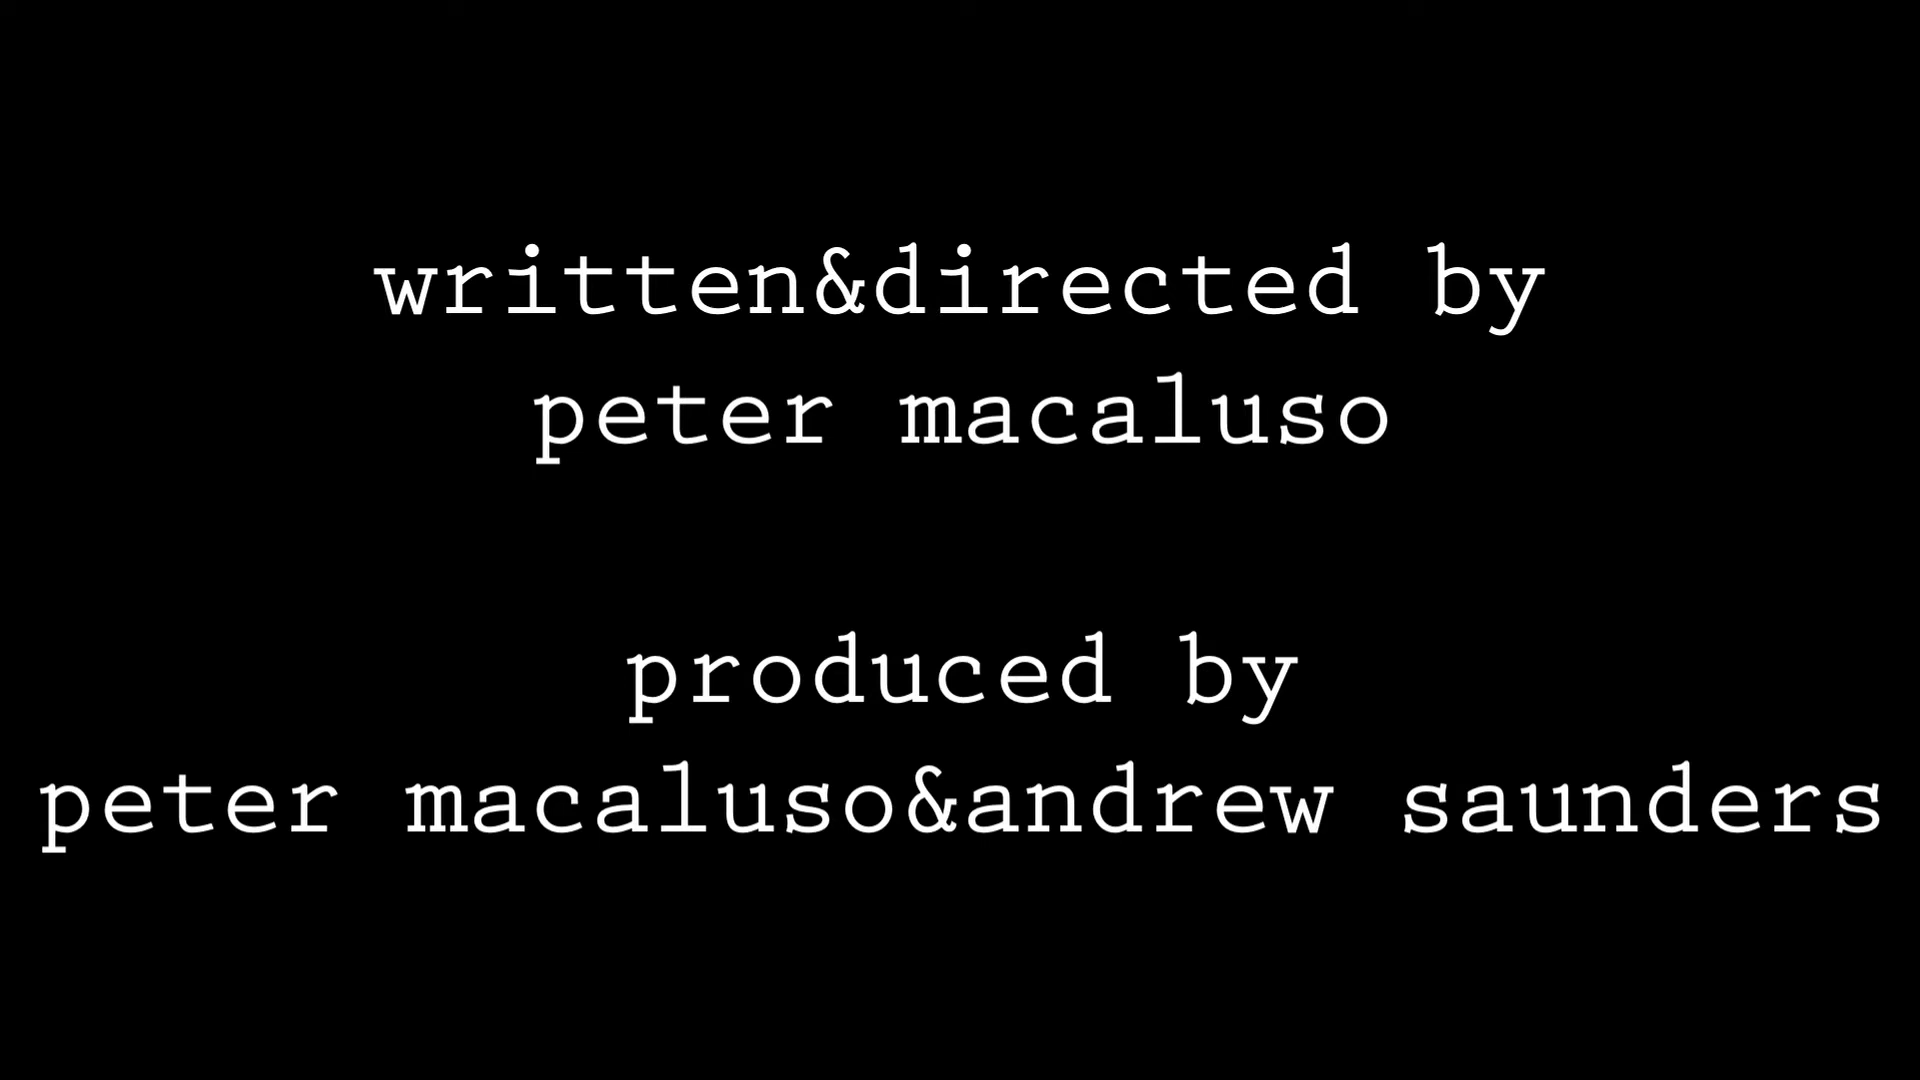 written&directed by
peter macaluso
produced by
peter macaluso&andrew saunders